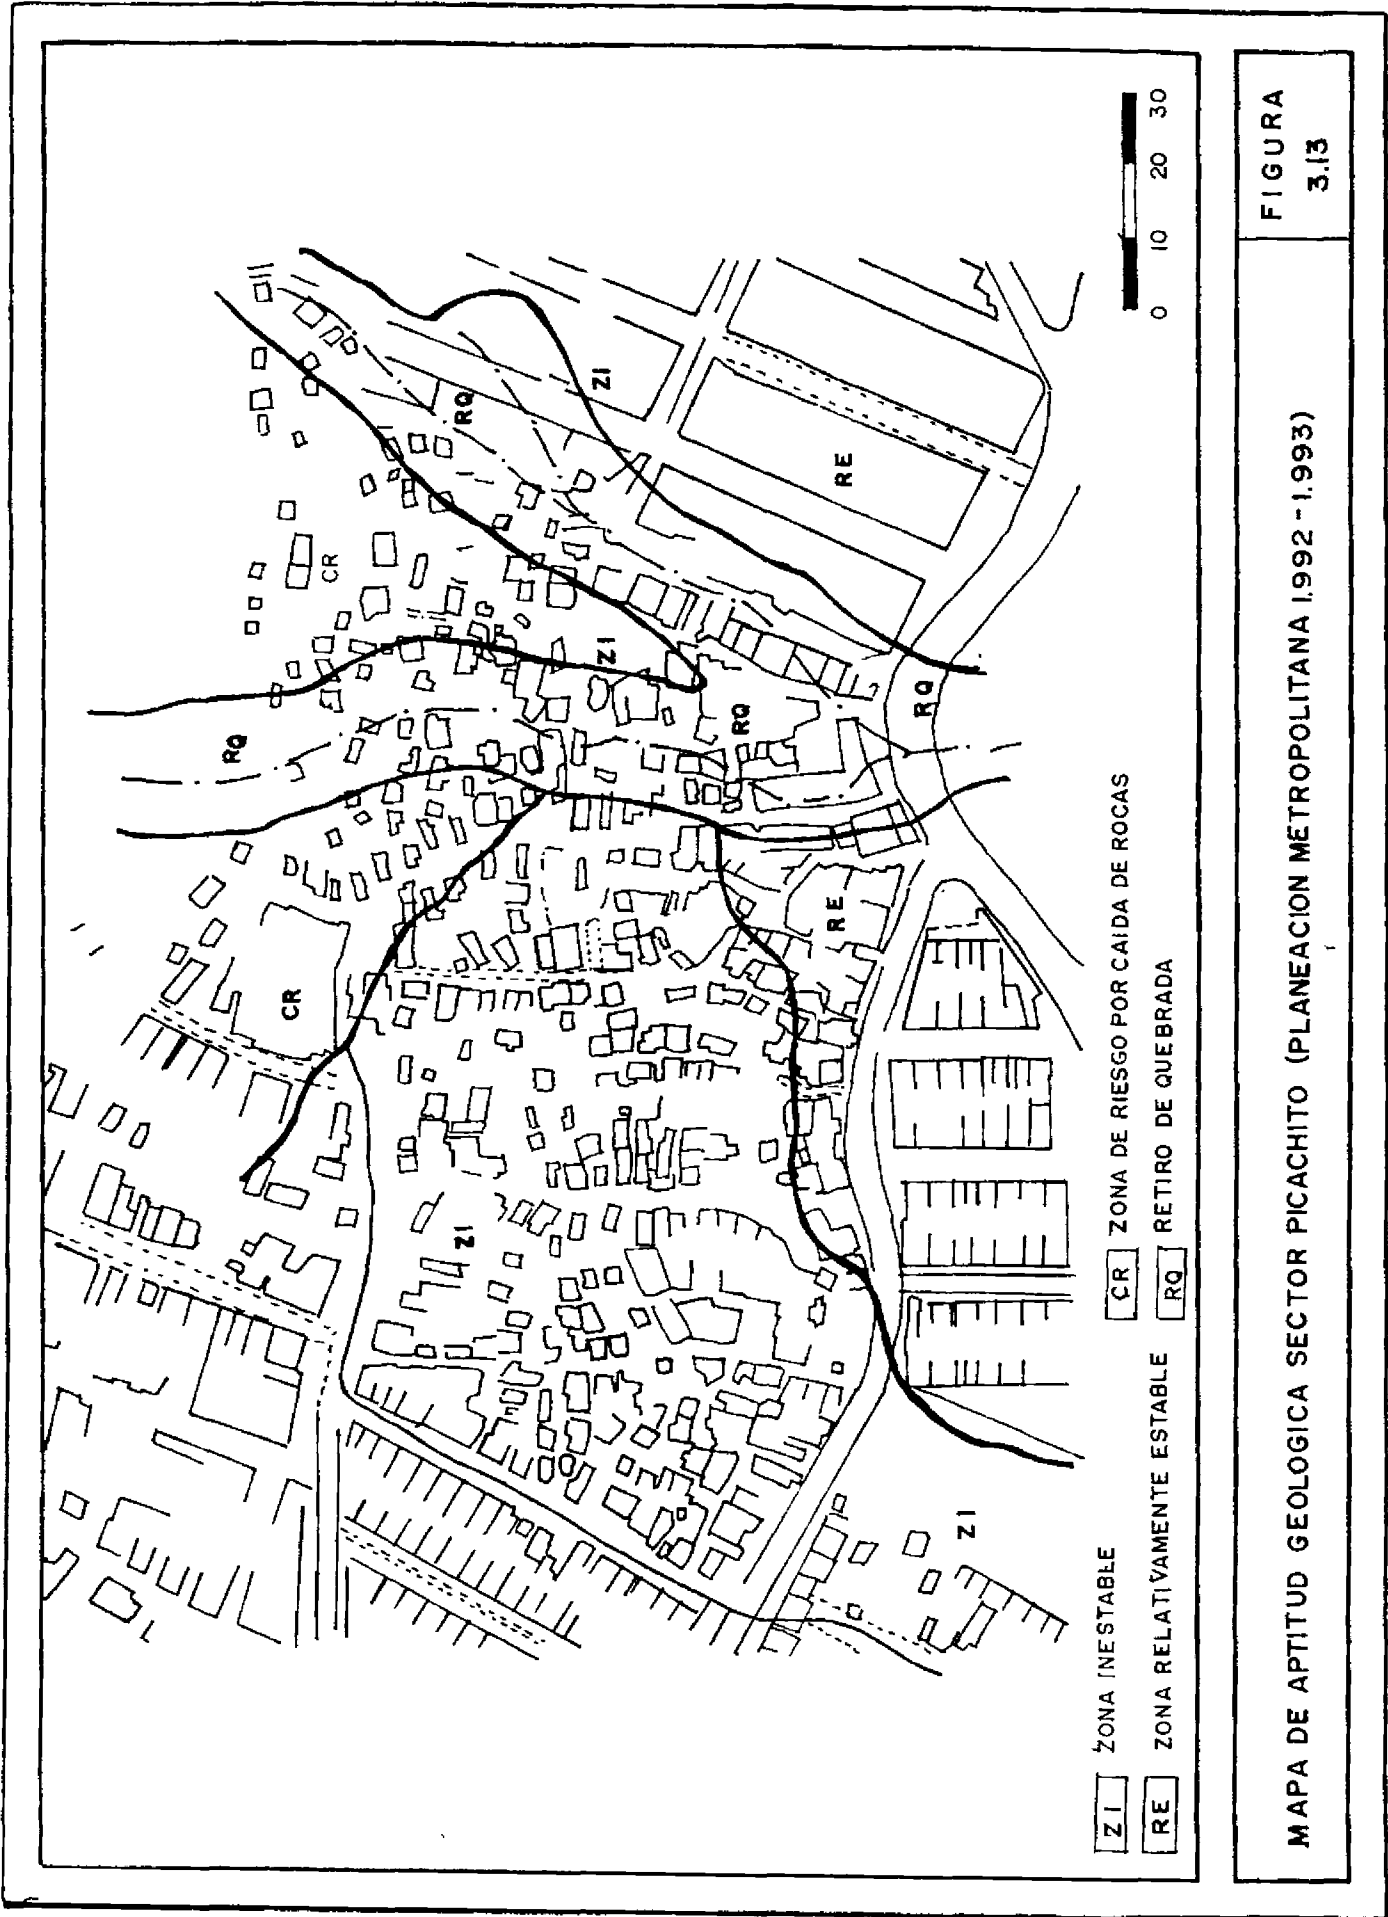 CR
RQ
CR
RQ
ZI
ZI
ZI
RQ
RE
RE
RQ
ZI
0 10 20 30
ZI ZONA INESTABLE
RE ZONA RELATIVAMENTE ESTABLE
CR ZONA DE RIESGO POR CAIDA DE ROCAS
RQ RETIRO DE QUEBRADA
MAPA DE APTITUD GEOLOGICA SECTOR PICACHITO (PLANEACION METROPOLITANA 1.992-1.993)
FIGURA
3.13